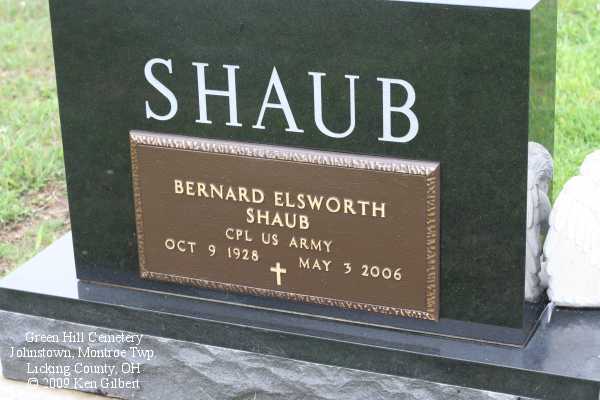 SHAUB
BERNARD ELSWORTH
SHAUB
CPL US ARMY
OCT 9 1928 MAY 3 2006
Green Hill Cemetery
Johnstown, Montroe Twp
Licking County, OH
© 2009 Ken Gilbert